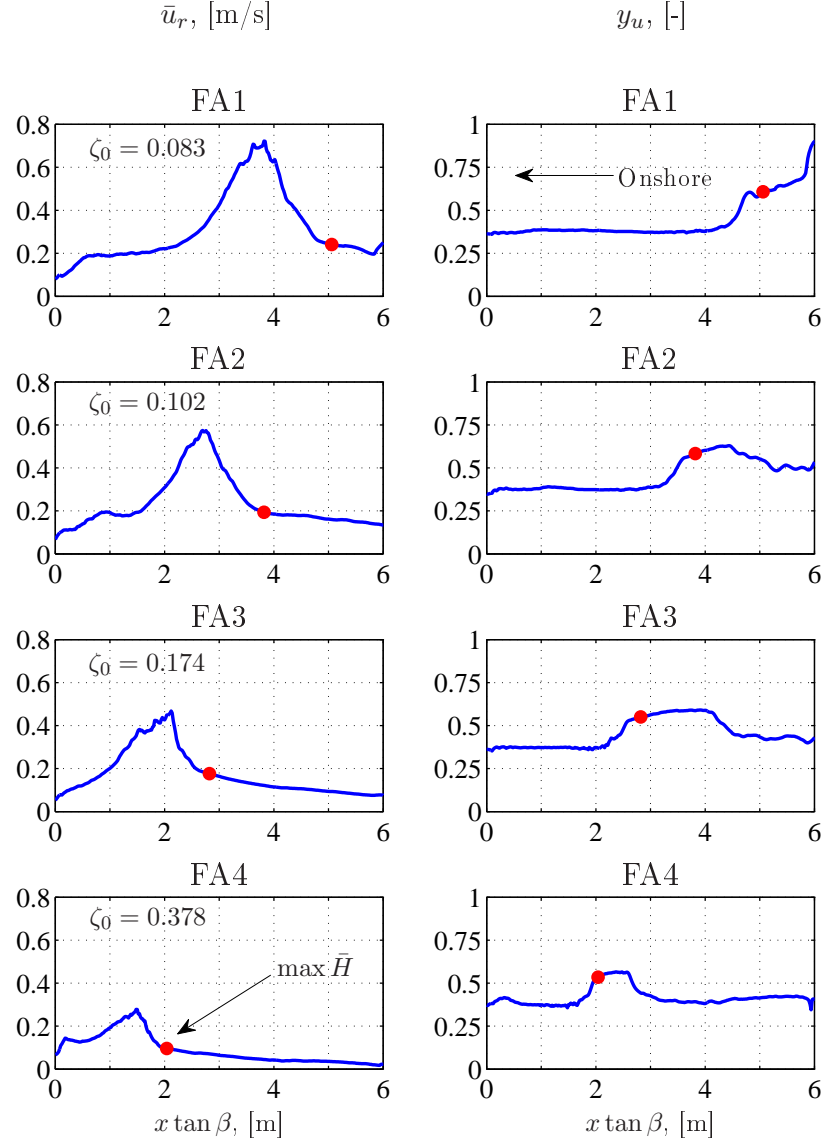 ū_r, [m/s] y_u, [-]
FA1 FA1
0.8 1
ζ_0 = 0.083
0.6 0.75
Onshore
0.4 0.5
0.2 0.25
0 0
0 2 4 6 0 2 4 6
FA2 FA2
0.8 1
ζ_0 = 0.102
0.6 0.75
0.4 0.5
0.2 0.25
0 0
0 2 4 6 0 2 4 6
FA3 FA3
0.8 1
ζ_0 = 0.174
0.6 0.75
0.4 0.5
0.2 0.25
0 0
0 2 4 6 0 2 4 6
FA4 FA4
0.8 1
ζ_0 = 0.378
0.6 0.75
max H̄
0.4 0.5
0.2 0.25
0 0
0 2 4 6 0 2 4 6
x tan β, [m] x tan β, [m]